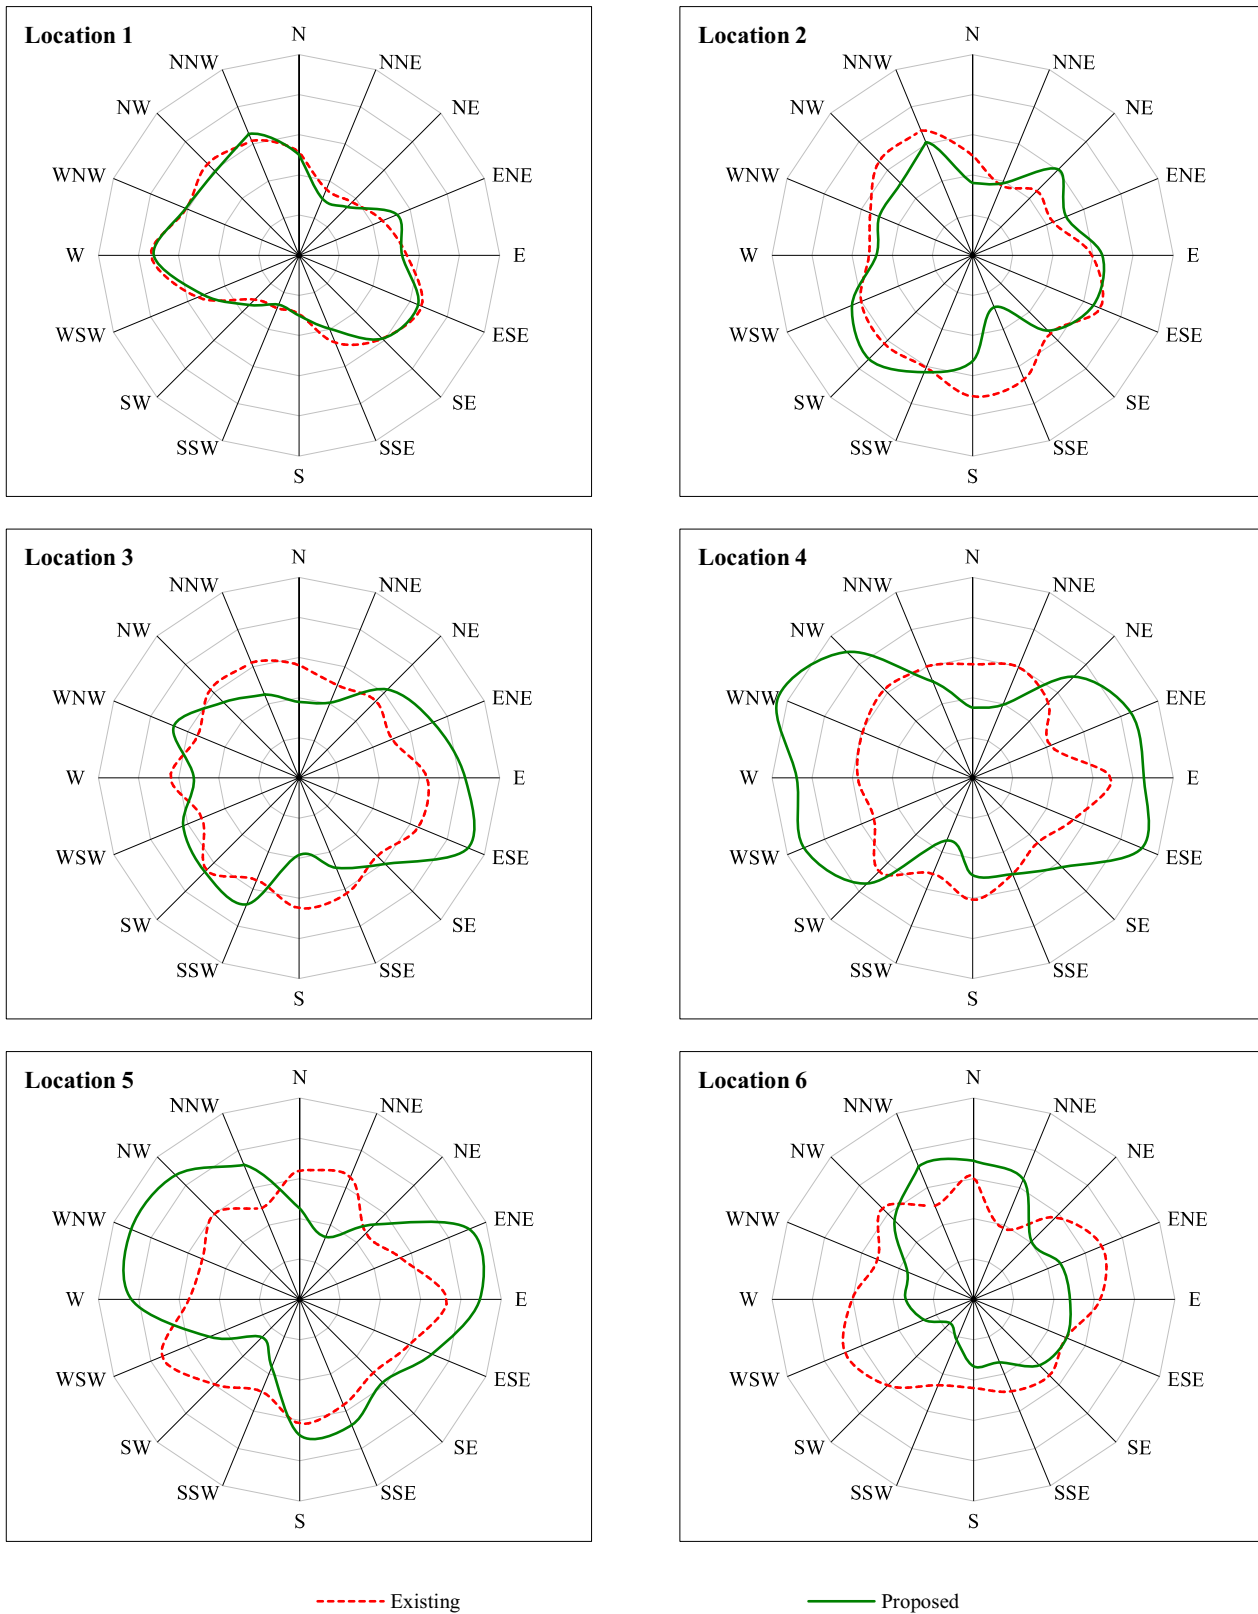 Location 1
N
NNW
NNE
NW
NE
WNW
ENE
W
E
WSW
ESE
SW
SE
SSW
SSE
S
Location 2
N
NNW
NNE
NW
NE
WNW
ENE
W
E
WSW
ESE
SW
SE
SSW
SSE
S
Location 3
N
NNW
NNE
NW
NE
WNW
ENE
W
E
WSW
ESE
SW
SE
SSW
SSE
S
Location 4
N
NNW
NNE
NW
NE
WNW
ENE
W
E
WSW
ESE
SW
SE
SSW
SSE
S
Location 5
N
NNW
NNE
NW
NE
WNW
ENE
W
E
WSW
ESE
SW
SE
SSW
SSE
S
Location 6
N
NNW
NNE
NW
NE
WNW
ENE
W
E
WSW
ESE
SW
SE
SSW
SSE
S
Existing
Proposed